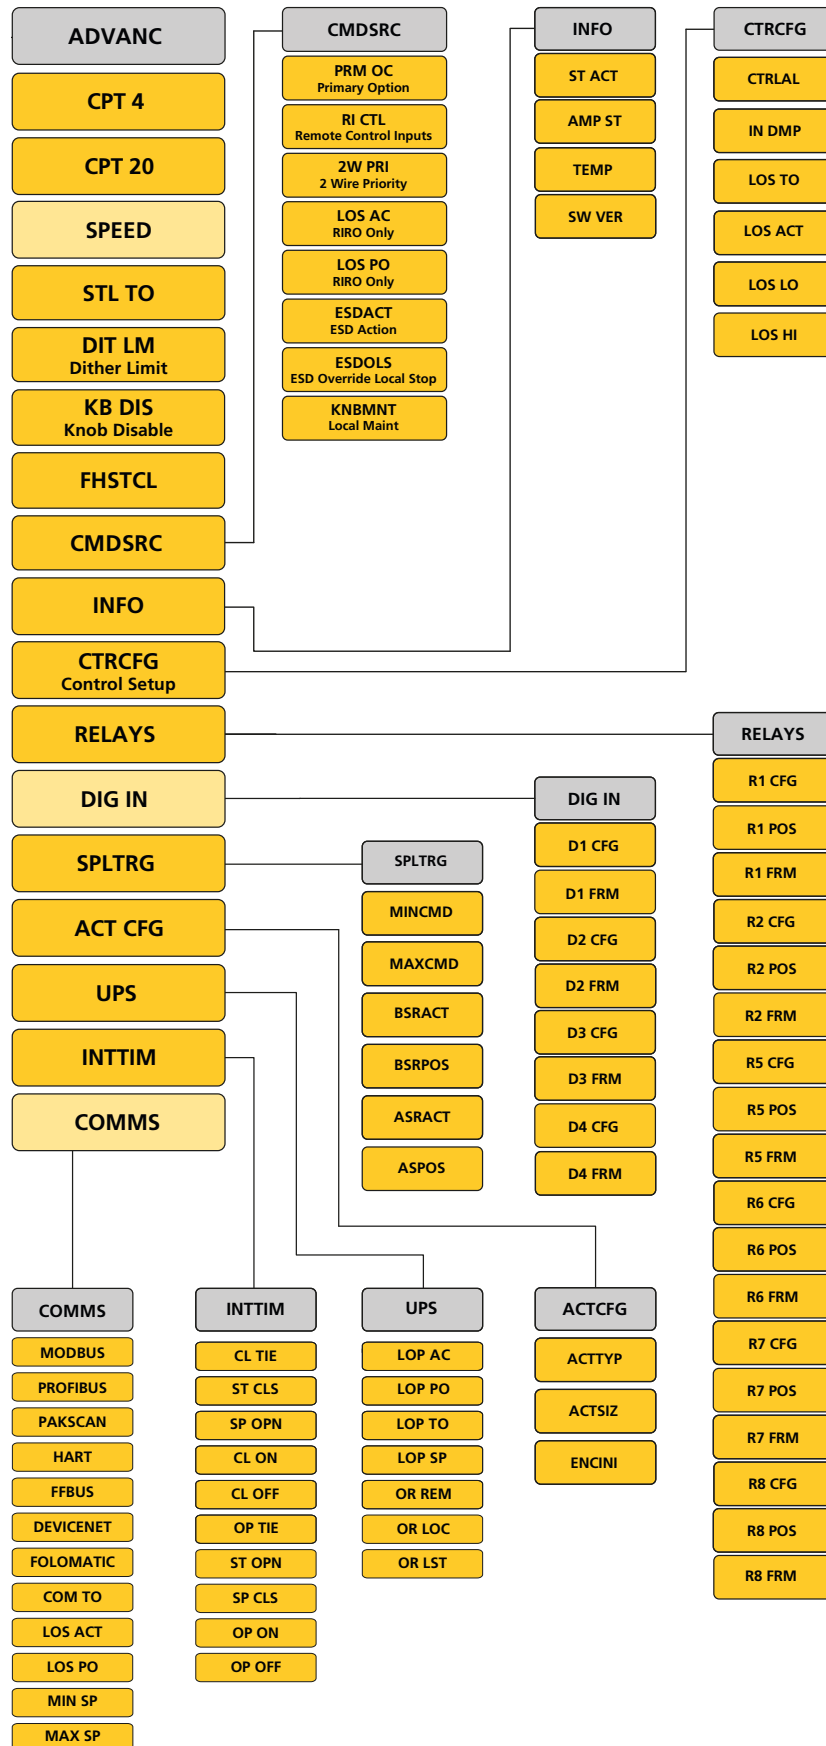 ADVANC
CPT 4
CPT 20
SPEED
STL TO
DIT LM
Dither Limit
KB DIS
Knob Disable
FHSTCL
CMDSRC
INFO
CTRCFG
Control Setup
RELAYS
DIG IN
SPLTRG
ACT CFG
UPS
INTTIM
COMMS
CMDSRC
PRM OC
Primary Option
RI CTL
Remote Control Inputs
2W PRI
2 Wire Priority
LOS AC
RIRO Only
LOS PO
RIRO Only
ESDACT
ESD Action
ESDOLS
ESD Override Local Stop
KNBMNT
Local Maint
INFO
ST ACT
AMP ST
TEMP
SW VER
CTRCFG
CTRLAL
IN DMP
LOS TO
LOS ACT
LOS LO
LOS HI
RELAYS
R1 CFG
R1 POS
R1 FRM
R2 CFG
R2 POS
R2 FRM
R5 CFG
R5 POS
R5 FRM
R6 CFG
R6 POS
R6 FRM
R7 CFG
R7 POS
R7 FRM
R8 CFG
R8 POS
R8 FRM
DIG IN
D1 CFG
D1 FRM
D2 CFG
D2 FRM
D3 CFG
D3 FRM
D4 CFG
D4 FRM
SPLTRG
MINCMD
MAXCMD
BSRACT
BSRPOS
ASRACT
ASPOS
COMMS
MODBUS
PROFIBUS
PAKSCAN
HART
FFBUS
DEVICENET
FOLOMATIC
COM TO
LOS ACT
LOS PO
MIN SP
MAX SP
INTTIM
CL TIE
ST CLS
SP OPN
CL ON
CL OFF
OP TIE
ST OPN
SP CLS
OP ON
OP OFF
UPS
LOP AC
LOP PO
LOP TO
LOP SP
OR REM
OR LOC
OR LST
ACTCFG
ACTTYP
ACTSIZ
ENCINI